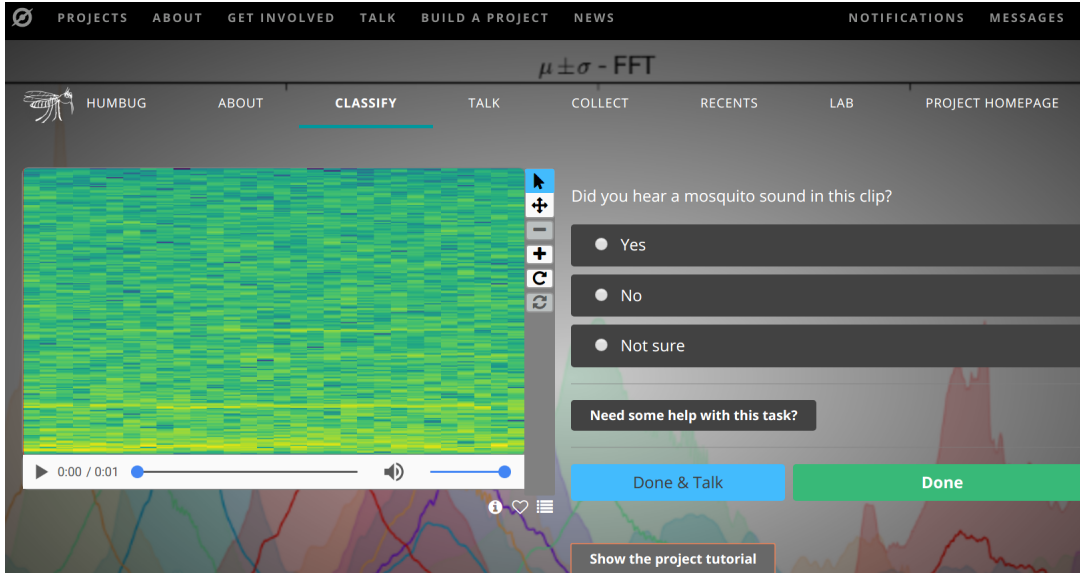 PROJECTS ABOUT GET INVOLVED TALK BUILD A PROJECT NEWS NOTIFICATIONS MESSAGES
μ±σ - FFT
HUMBUG ABOUT CLASSIFY TALK COLLECT RECENTS LAB PROJECT HOMEPAGE
Did you hear a mosquito sound in this clip?
Yes
No
Not sure
Need some help with this task?
0:00 / 0:01
Done & Talk Done
Show the project tutorial